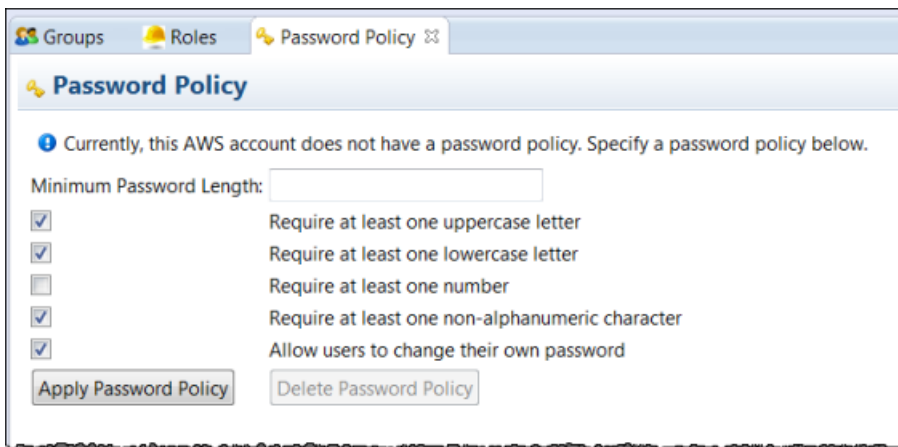 Groups Roles Password Policy
Password Policy
Currently, this AWS account does not have a password policy. Specify a password policy below.
Minimum Password Length:
Require at least one uppercase letter
Require at least one lowercase letter
Require at least one number
Require at least one non-alphanumeric character
Allow users to change their own password
Apply Password Policy Delete Password Policy